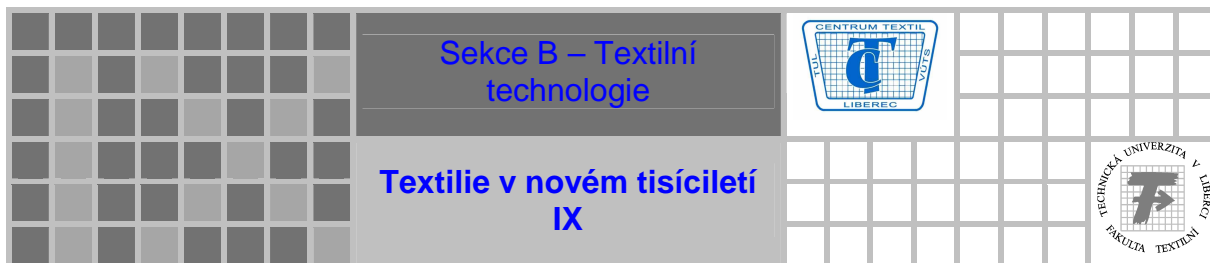 Sekce B – Textilní
technologie
CENTRUM TEXTIL
TUL
VÚTS
LIBEREC
Textilie v novém tisíciletí
IX
TECHNICKÁ UNIVERZITA V LIBERCI
FAKULTA TEXTILNÍ